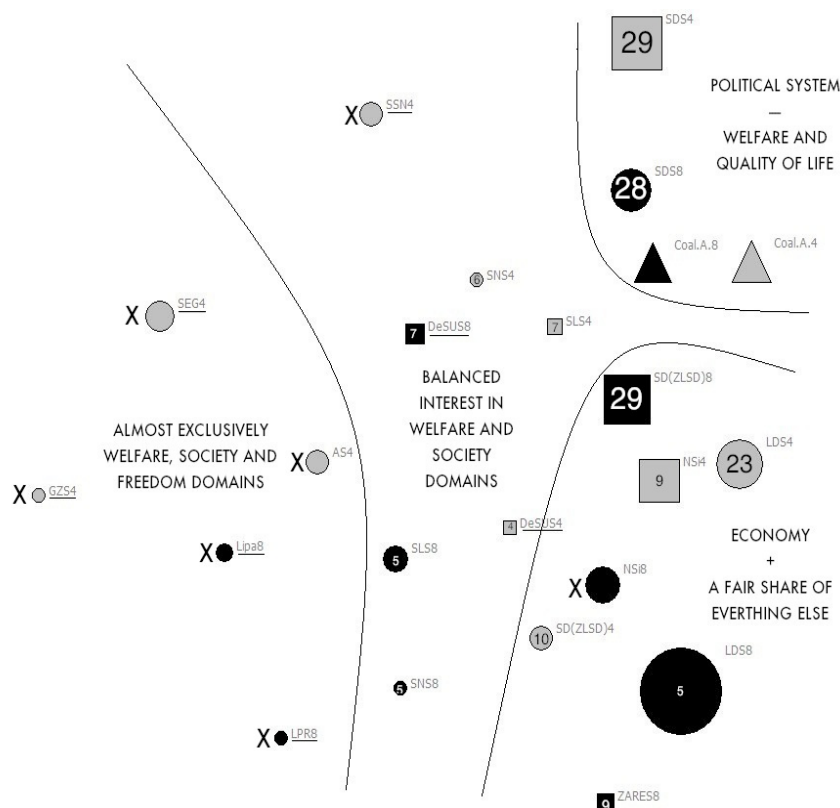 SDS4
29
POLITICAL SYSTEM
—
WELFARE AND
QUALITY OF LIFE
X SSN4
SDS8
28
Coal.A.8
Coal.A.4
SNS4
6
X SEG4
DeSUS8
7
SLS4
7
BALANCED
INTEREST IN
WELFARE AND
SOCIETY
DOMAINS
SD(ZLSD)8
29
ALMOST EXCLUSIVELY
WELFARE, SOCIETY AND
FREEDOM DOMAINS
X AS4
LDS4
23
NSi4
9
X GZS4
DeSUS4
4
X Lipa8
SLS8
5
ECONOMY
+
A FAIR SHARE OF
EVERTHING ELSE
X NSi8
SD(ZLSD)4
10
LDS8
5
SNS8
5
X LPR8
ZARES8
9